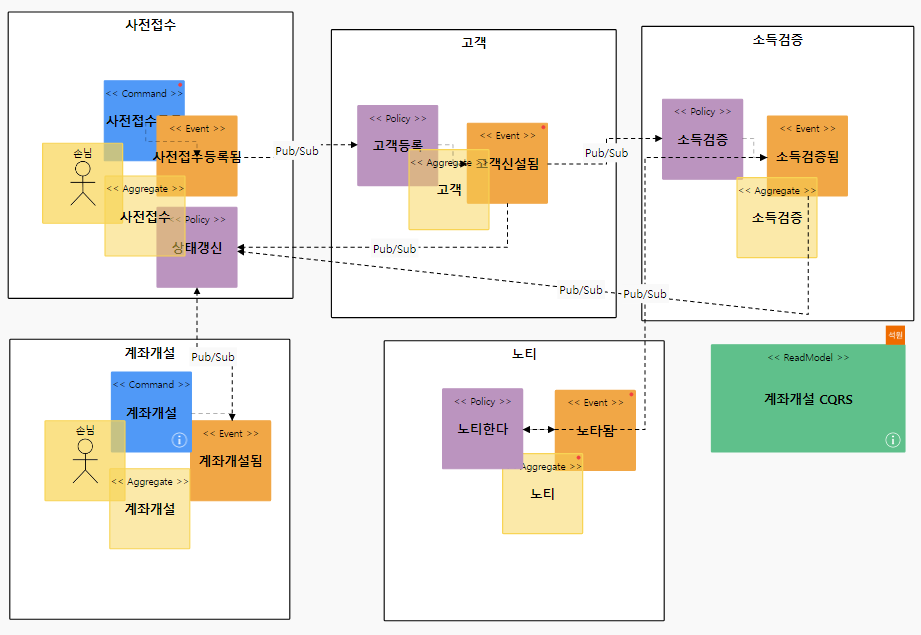 사전접수
<< Command >>
사전접수
<< Event >>
사전접수등록됨
손님
<< Aggregate >>
사전접수
<< Policy >>
상태갱신
Pub/Sub
고객
<< Policy >>
고객등록
<< Event >>
고객신설됨
<< Aggregate >>
고객
Pub/Sub
Pub/Sub
소득검증
<< Policy >>
소득검증
<< Event >>
소득검증됨
<< Aggregate >>
소득검증
Pub/Sub
Pub/Sub
계좌개설
Pub/Sub
<< Command >>
계좌개설
손님
<< Event >>
계좌개설됨
<< Aggregate >>
계좌개설
노티
<< Policy >>
노티한다
<< Event >>
노타됨
Aggregate >>
노티
석원
<< ReadModel >>
계좌개설 CQRS